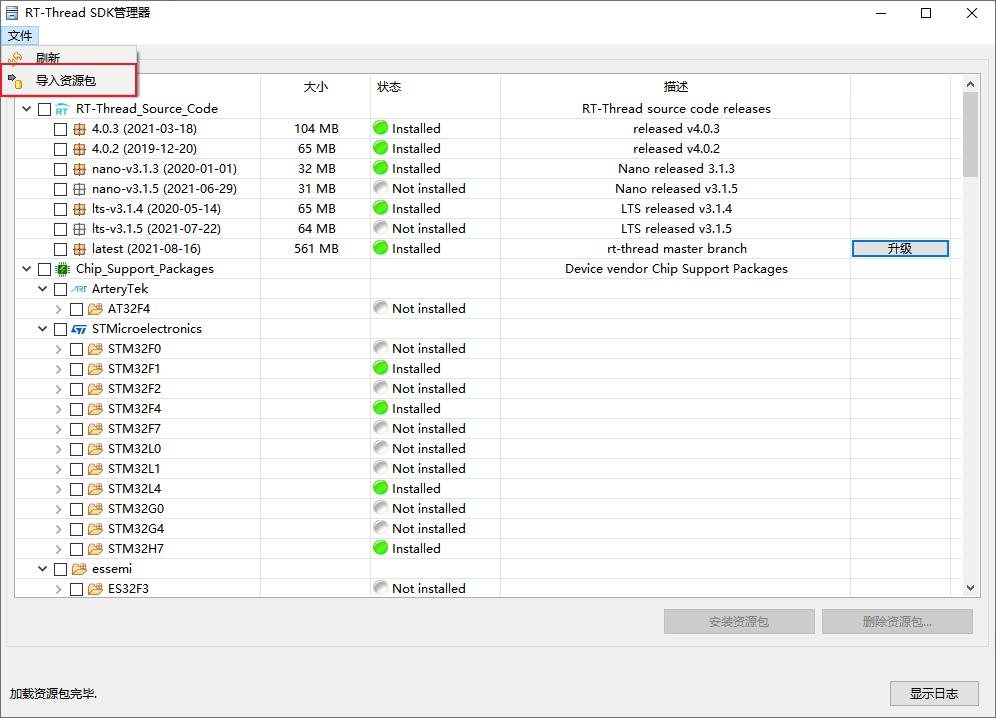 RT-Thread SDK管理器
文件
刷新
导入资源包
大小 状态 描述
RT RT-Thread_Source_Code RT-Thread source code releases
4.0.3 (2021-03-18) 104 MB Installed released v4.0.3
4.0.2 (2019-12-20) 65 MB Installed released v4.0.2
nano-v3.1.3 (2020-01-01) 32 MB Installed Nano released 3.1.3
nano-v3.1.5 (2021-06-29) 31 MB Not installed Nano released v3.1.5
lts-v3.1.4 (2020-05-14) 65 MB Installed LTS released v3.1.4
lts-v3.1.5 (2021-07-22) 64 MB Not installed LTS released v3.1.5
latest (2021-08-16) 561 MB Installed rt-thread master branch 升级
Chip_Support_Packages Device vendor Chip Support Packages
ArteryTek
AT32F4 Not installed
STMicroelectronics
STM32F0 Not installed
STM32F1 Installed
STM32F2 Not installed
STM32F4 Installed
STM32F7 Not installed
STM32L0 Not installed
STM32L1 Not installed
STM32L4 Installed
STM32G0 Not installed
STM32G4 Not installed
STM32H7 Installed
essemi
ES32F3 Not installed
安装资源包 删除资源包...
加载资源包完毕. 显示日志